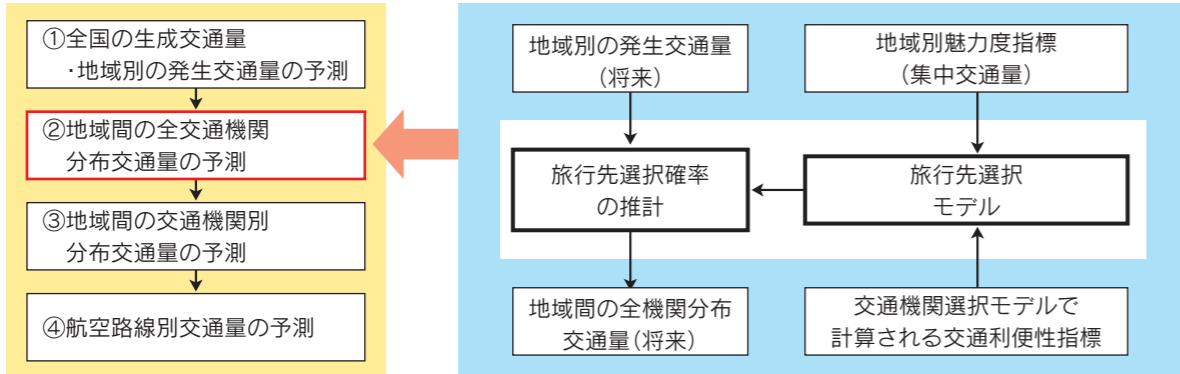 ①全国の生成交通量
・地域別の発生交通量の予測
②地域間の全交通機関
分布交通量の予測
③地域間の交通機関別
分布交通量の予測
④航空路線別交通量の予測
地域別の発生交通量
（将来）
地域別魅力度指標
（集中交通量）
旅行先選択確率
の推計
旅行先選択
モデル
地域間の全機関分布
交通量（将来）
交通機関選択モデルで
計算される交通利便性指標